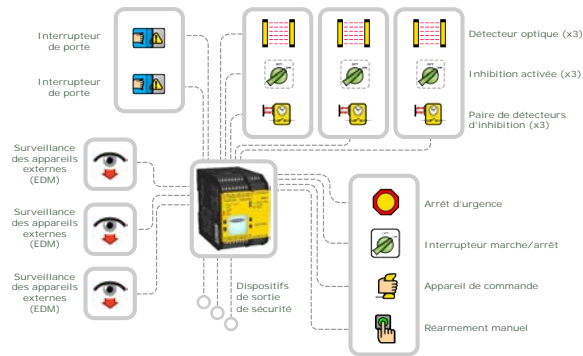 Interrupteur
de porte
Interrupteur
de porte
Détecteur optique (x3)
Inhibition activée (x3)
Paire de détecteurs
d'inhibition (x3)
Surveillance
des appareils
externes
(EDM)
Surveillance
des appareils
externes
(EDM)
Surveillance
des appareils
externes
(EDM)
Dispositifs
de sortie
de sécurité
Arrêt d'urgence
Interrupteur marche/arrêt
Appareil de commande
Réarmement manuel